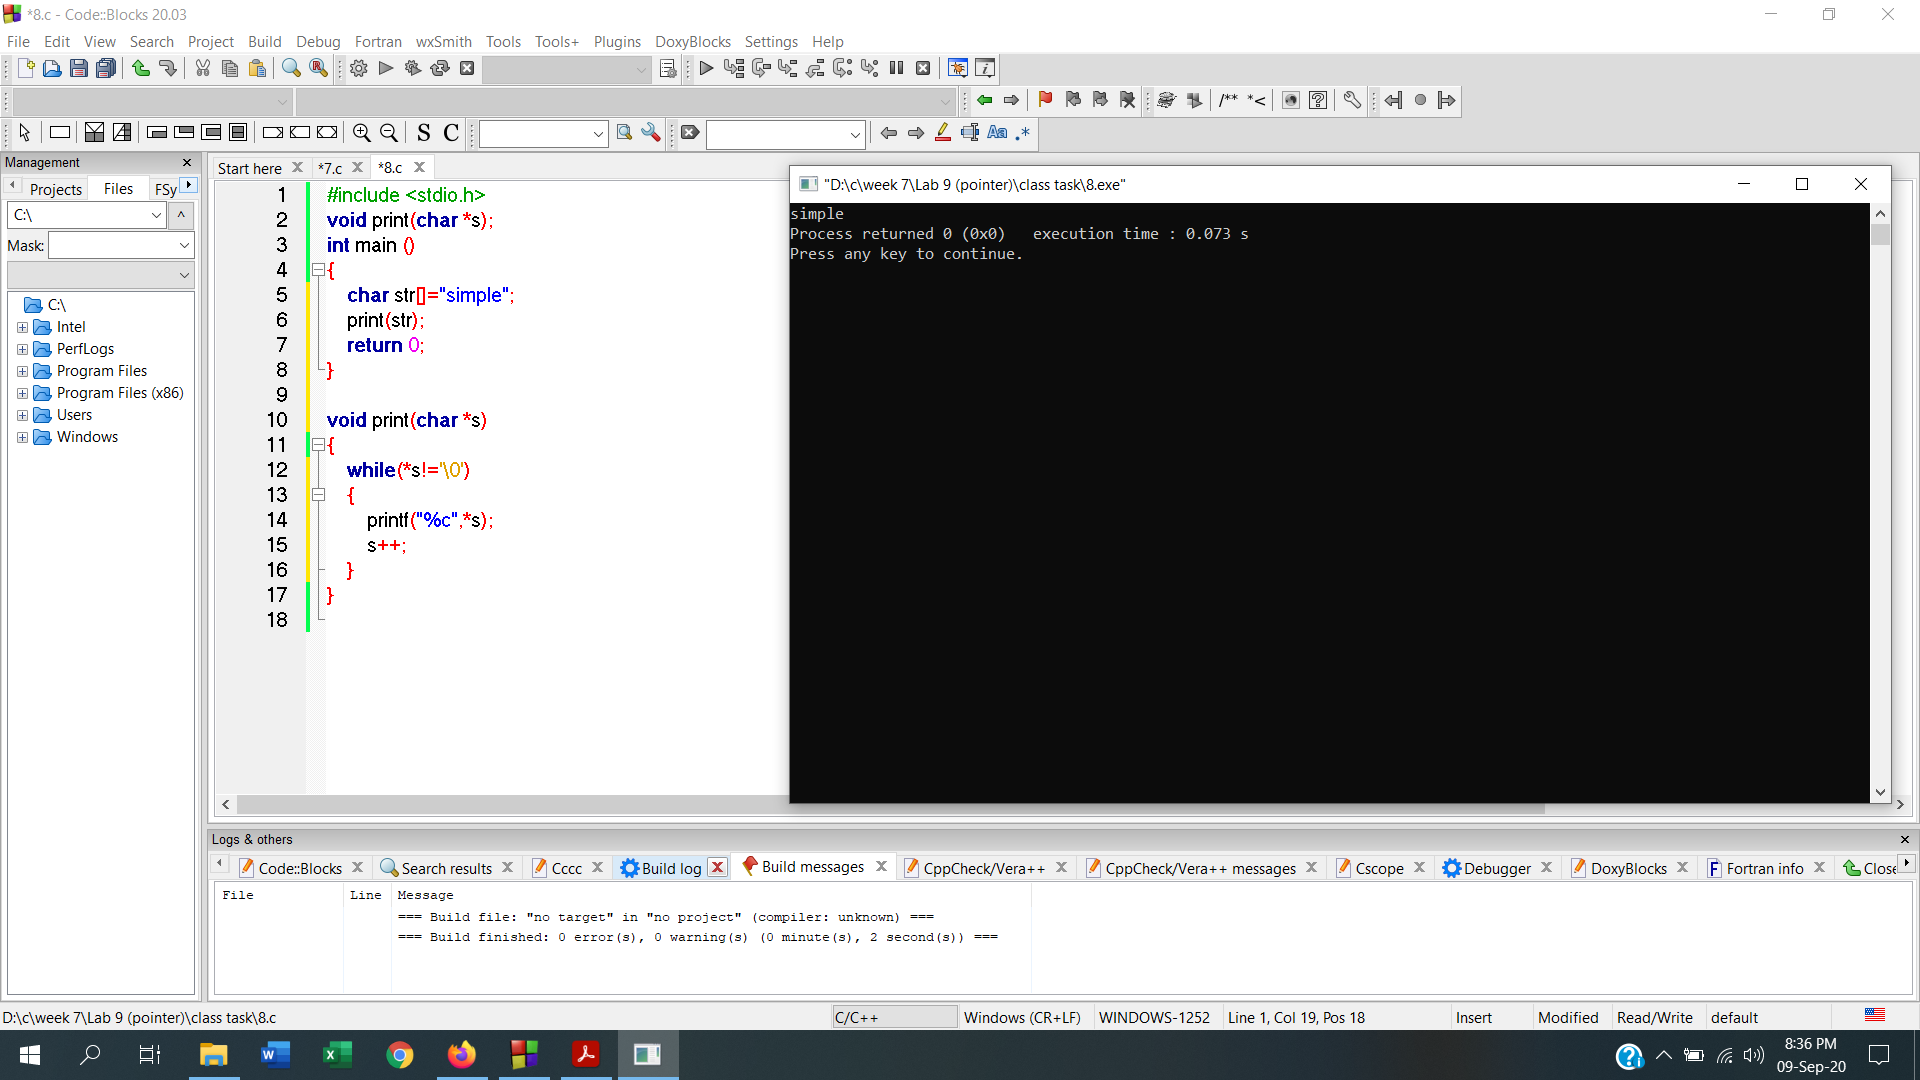 *8.c - Code::Blocks 20.03
File Edit View Search Project Build Debug Fortran wxSmith Tools Tools+ Plugins DoxyBlocks Settings Help
/** *<
S C
Aa .*
Management
Projects Files FSy
C:\
Mask:
C:\
Intel
PerfLogs
Program Files
Program Files (x86)
Users
Windows
Start here *7.c *8.c
1 #include <stdio.h>
2 void print(char *s);
3 int main ()
4 {
5 char str[]="simple";
6 print(str);
7 return 0;
8 }
9
10 void print(char *s)
11 {
12 while(*s!='\0')
13 {
14 printf("%c",*s);
15 s++;
16 }
17 }
18
"D:\c\week 7\Lab 9 (pointer)\class task\8.exe"
simple
Process returned 0 (0x0) execution time : 0.073 s
Press any key to continue.
Logs & others
Code::Blocks Search results Cccc Build log Build messages CppCheck/Vera++ CppCheck/Vera++ messages Cscope Debugger DoxyBlocks Fortran info Close
File Line Message
=== Build file: "no target" in "no project" (compiler: unknown) ===
=== Build finished: 0 error(s), 0 warning(s) (0 minute(s), 2 second(s)) ===
D:\c\week 7\Lab 9 (pointer)\class task\8.c C/C++ Windows (CR+LF) WINDOWS-1252 Line 1, Col 19, Pos 18 Insert Modified Read/Write default
8:36 PM
09-Sep-20